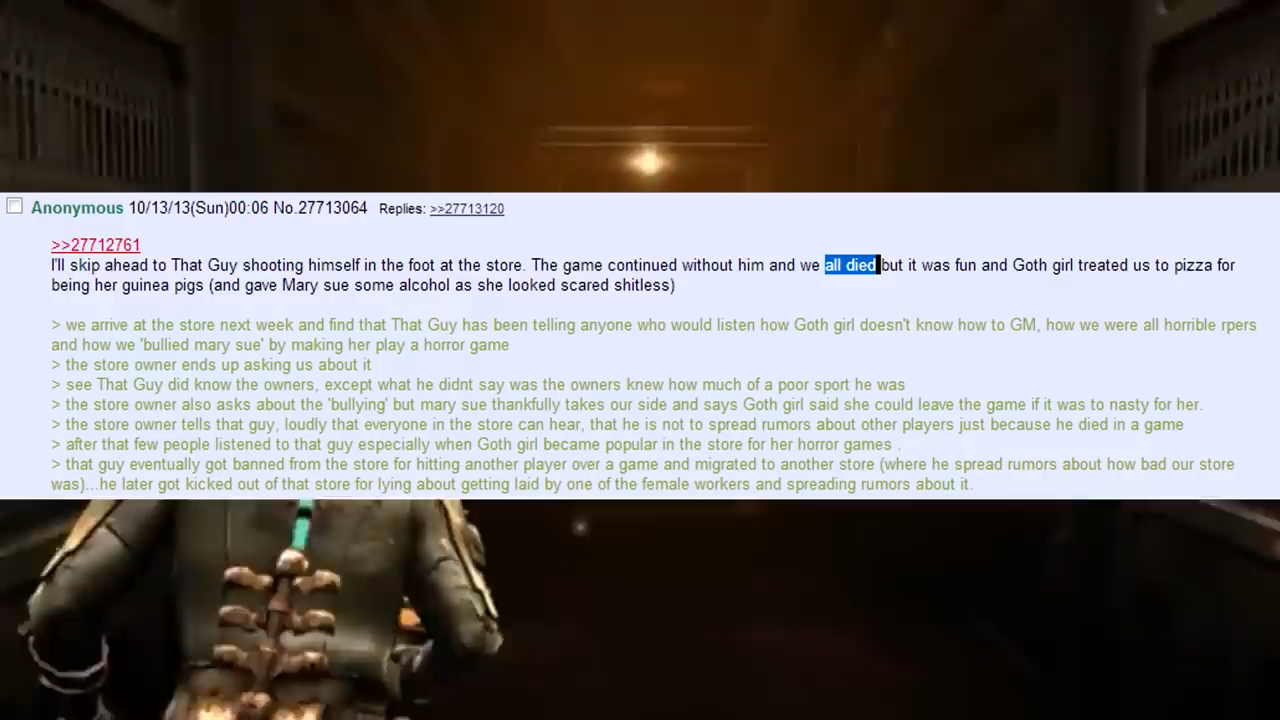 Anonymous 10/13/13(Sun)00:06 No.27713064 Replies: >>27713120
>>27712761
I'll skip ahead to That Guy shooting himself in the foot at the store. The game continued without him and we all died but it was fun and Goth girl treated us to pizza for
being her guinea pigs (and gave Mary sue some alcohol as she looked scared shitless)
> we arrive at the store next week and find that That Guy has been telling anyone who would listen how Goth girl doesn't know how to GM, how we were all horrible rpers
and how we 'bullied mary sue' by making her play a horror game
> the store owner ends up asking us about it
> see That Guy did know the owners, except what he didnt say was the owners knew how much of a poor sport he was
> the store owner also asks about the 'bullying' but mary sue thankfully takes our side and says Goth girl said she could leave the game if it was to nasty for her.
> the store owner tells that guy, loudly that everyone in the store can hear, that he is not to spread rumors about other players just because he died in a game
> after that few people listened to that guy especially when Goth girl became popular in the store for her horror games .
> that guy eventually got banned from the store for hitting another player over a game and migrated to another store (where he spread rumors about how bad our store
was)...he later got kicked out of that store for lying about getting laid by one of the female workers and spreading rumors about it.